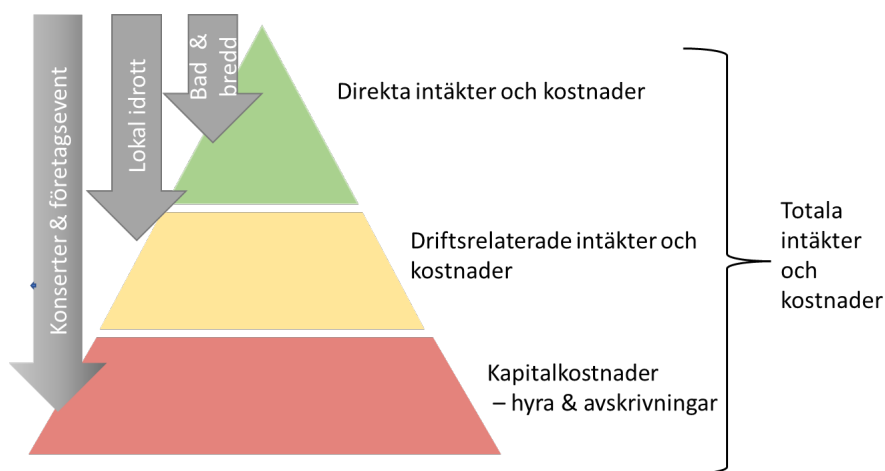 Konserter & företagsevent
Lokal idrott
Bad & 
bredd
Direkta intäkter och kostnader
Driftsrelaterade intäkter och
kostnader
Kapitalkostnader
– hyra & avskrivningar
Totala
intäkter
och
kostnader